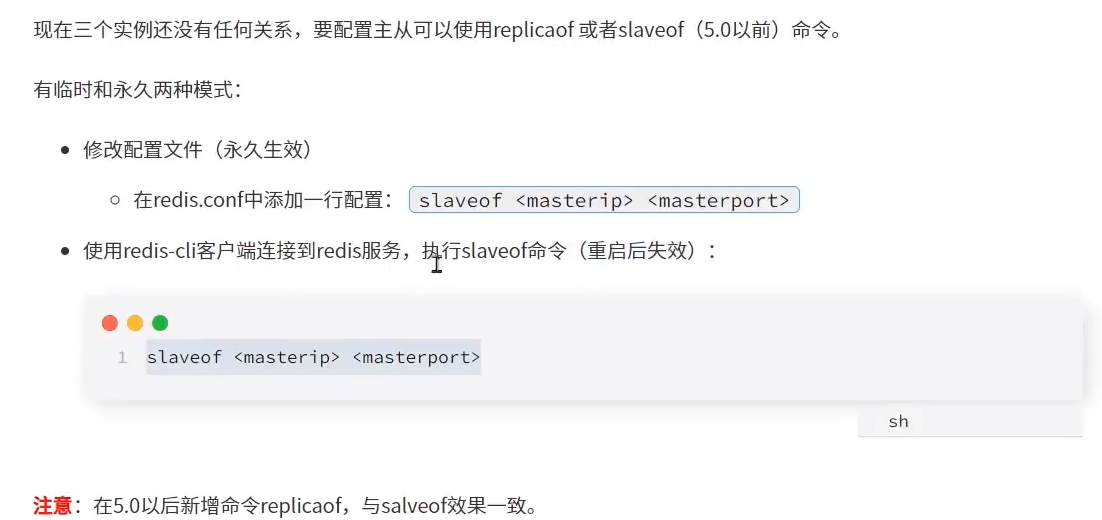 现在三个实例还没有任何关系，要配置主从可以使用replicaof 或者slaveof（5.0以前）命令。
有临时和永久两种模式：
修改配置文件（永久生效）
在redis.conf中添加一行配置： slaveof <masterip> <masterport>
使用redis-cli客户端连接到redis服务，执行slaveof命令（重启后失效）：
1 slaveof <masterip> <masterport>
sh
注意：在5.0以后新增命令replicaof，与salveof效果一致。